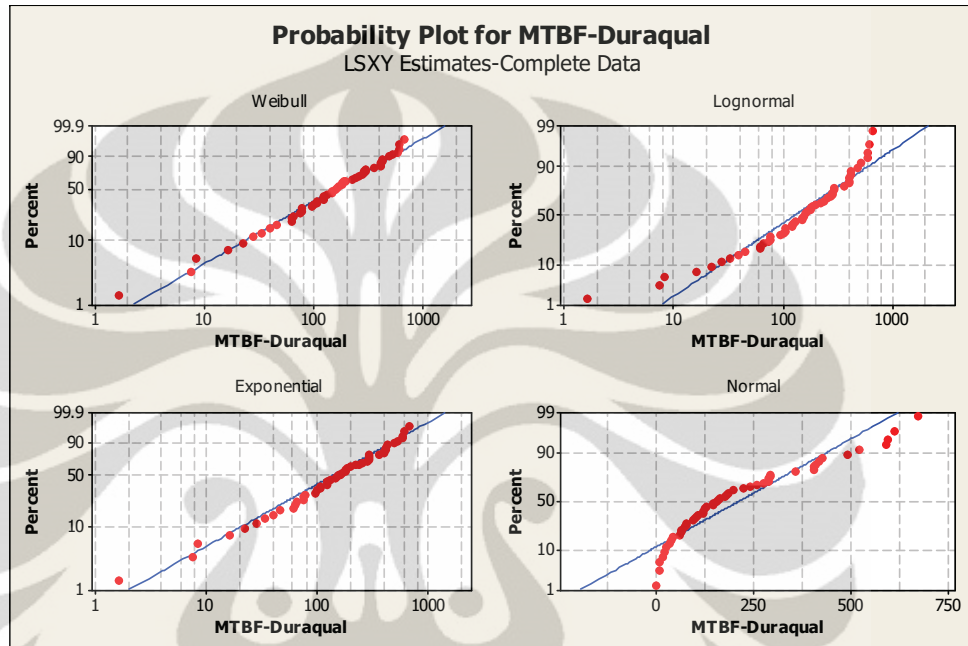 Probability Plot for MTBF-Duraqual
LSXY Estimates-Complete Data
Weibull
Percent
99.9
90
50
10
1
1 10 100 1000
MTBF-Duraqual
Lognormal
Percent
99
90
50
10
1
1 10 100 1000
MTBF-Duraqual
Exponential
Percent
99.9
90
50
10
1
1 10 100 1000
MTBF-Duraqual
Normal
Percent
99
90
50
10
1
0 250 500 750
MTBF-Duraqual